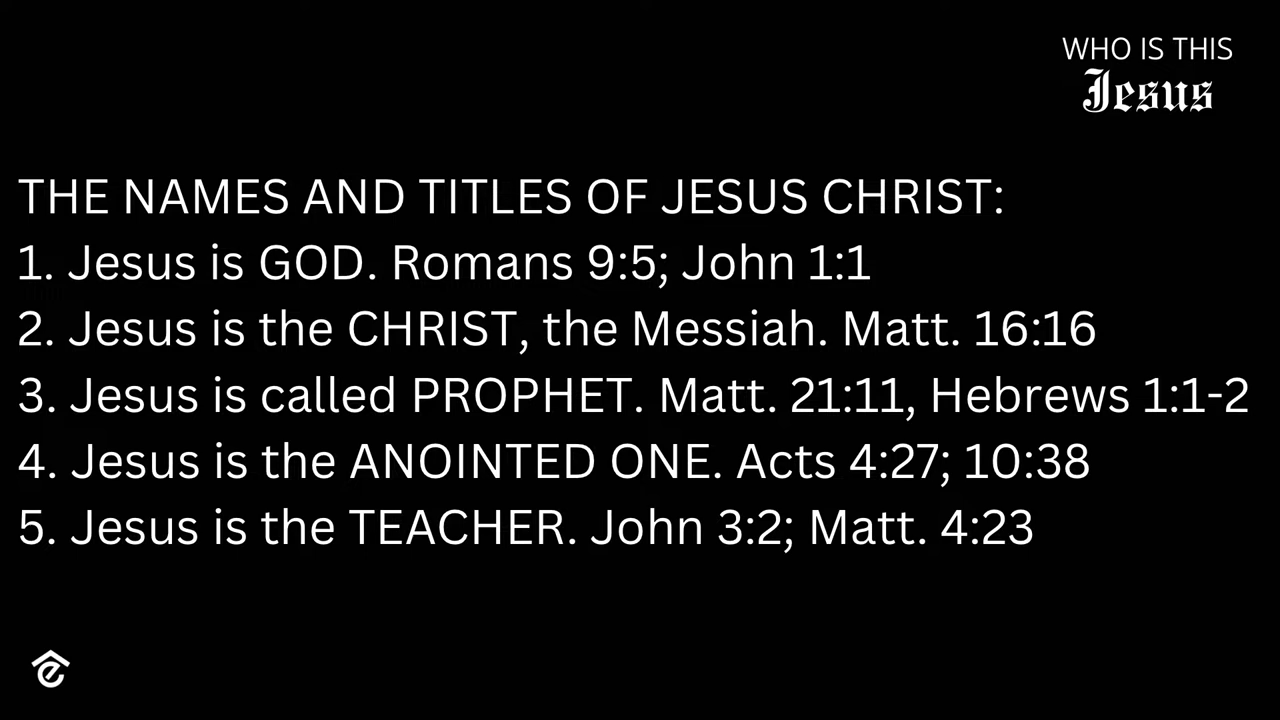 WHO IS THIS
Jesus
THE NAMES AND TITLES OF JESUS CHRIST:
1. Jesus is GOD. Romans 9:5; John 1:1
2. Jesus is the CHRIST, the Messiah. Matt. 16:16
3. Jesus is called PROPHET. Matt. 21:11, Hebrews 1:1-2
4. Jesus is the ANOINTED ONE. Acts 4:27; 10:38
5. Jesus is the TEACHER. John 3:2; Matt. 4:23
e